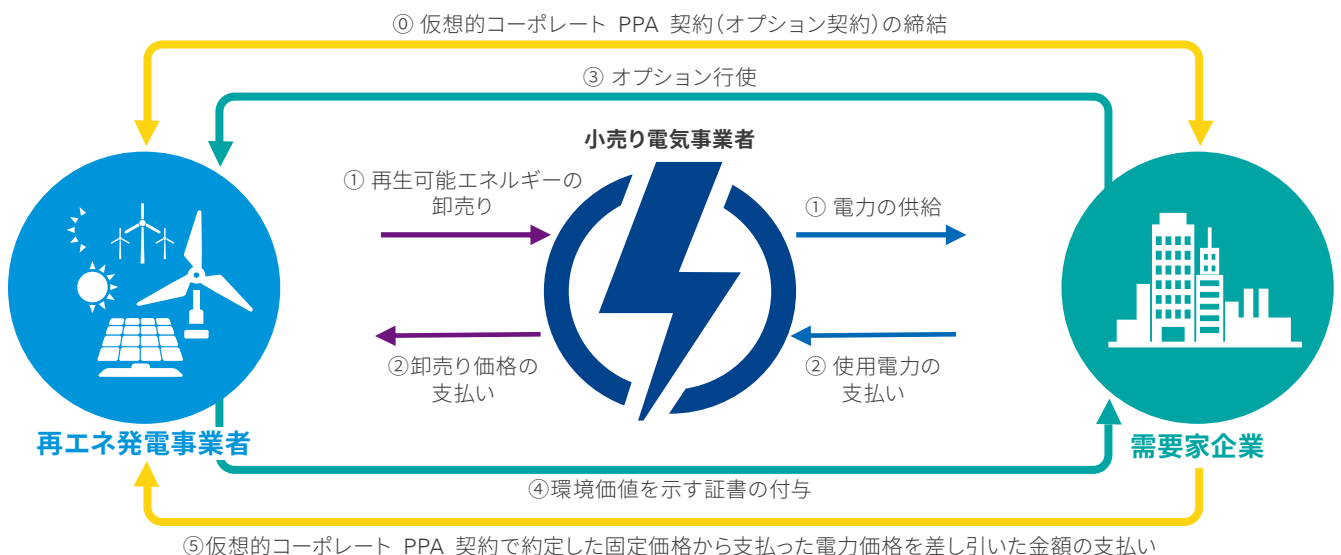 ⓪ 仮想的コーポレート PPA 契約(オプション契約)の締結
③ オプション行使
小売り電気事業者
① 再生可能エネルギーの
卸売り
① 電力の供給
②卸売り価格の
支払い
② 使用電力の
支払い
再エネ発電事業者
需要家企業
④環境価値を示す証書の付与
⑤仮想的コーポレート PPA 契約で約定した固定価格から支払った電力価格を差し引いた金額の支払い